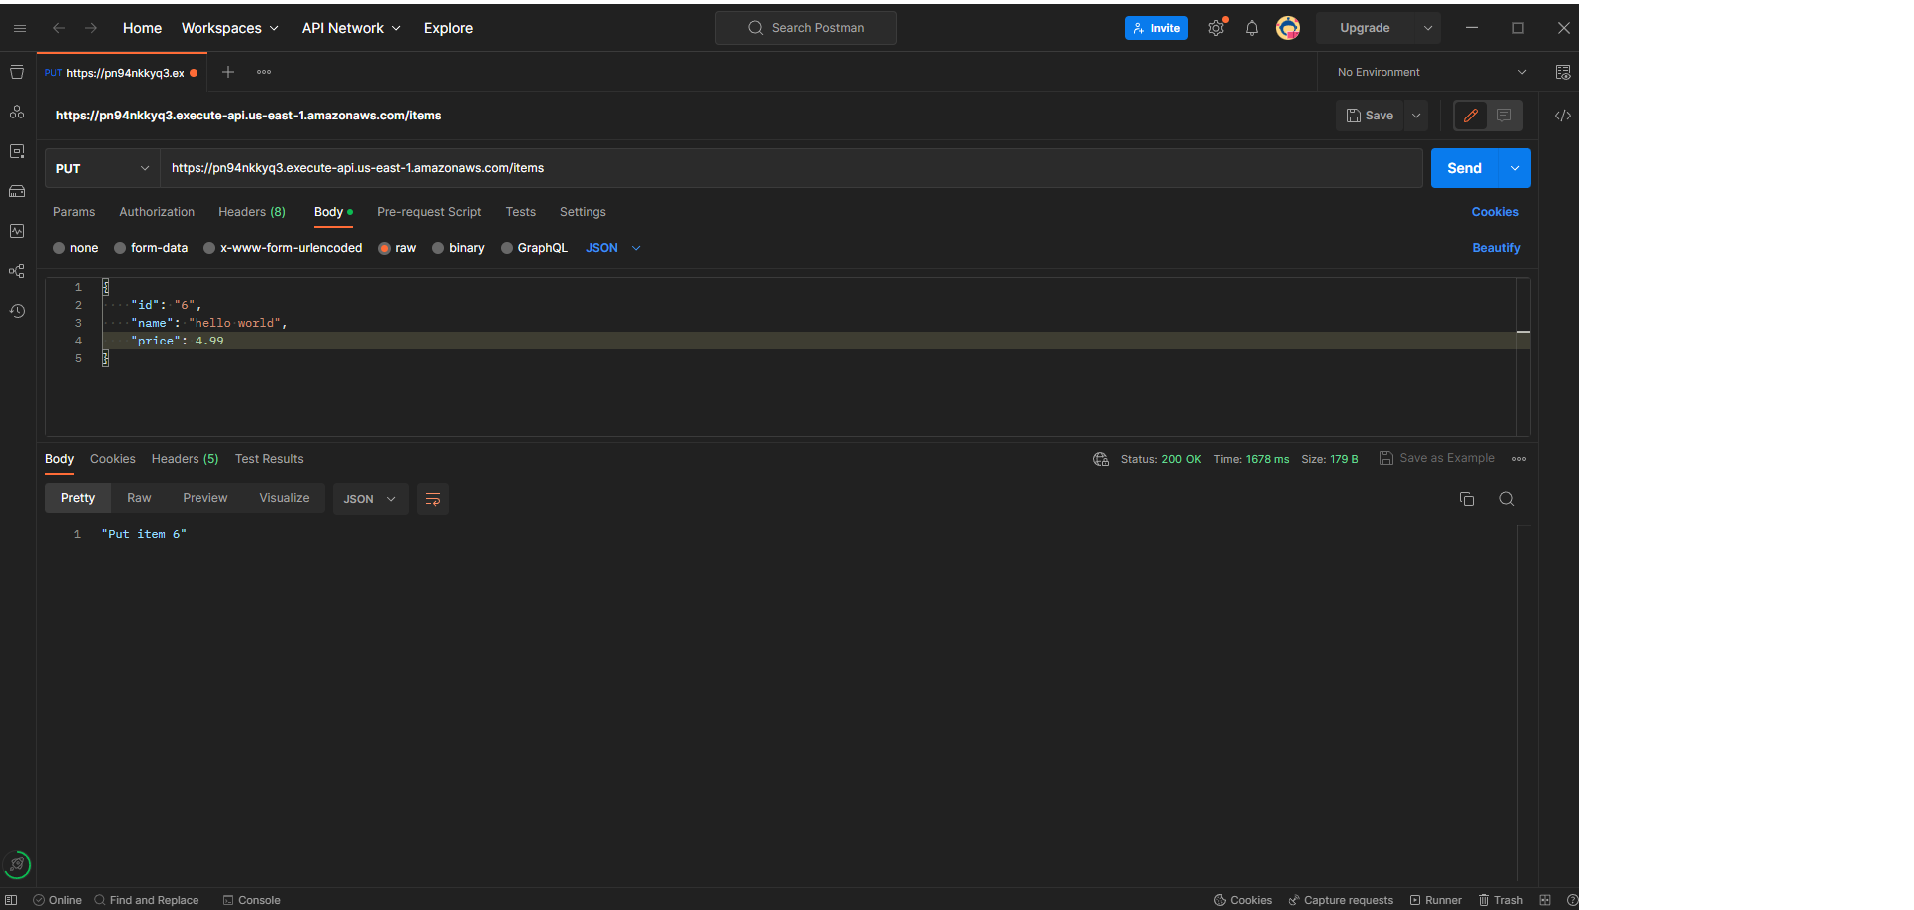 Home Workspaces API Network Explore Search Postman Invite Upgrade
PUT https://pn94nkkyq3.ex No Environment
https://pn94nkkyq3.execute-api.us-east-1.amazonaws.com/items Save
PUT https://pn94nkkyq3.execute-api.us-east-1.amazonaws.com/items Send
Params Authorization Headers (8) Body Pre-request Script Tests Settings Cookies
none form-data x-www-form-urlencoded raw binary GraphQL JSON Beautify
1 {
2 "id": "6",
3 "name": "hello world",
4 "price": 4.99
5 }
Body Cookies Headers (5) Test Results Status: 200 OK Time: 1678 ms Size: 179 B Save as Example
Pretty Raw Preview Visualize JSON
1 "Put item 6"
Online Find and Replace Console Cookies Capture requests Runner Trash